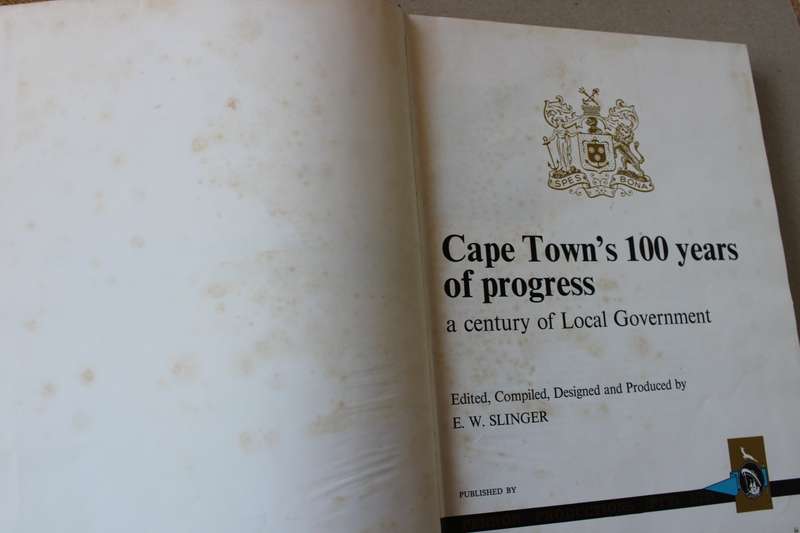 SPES BONA
Cape Town's 100 years
of progress
a century of Local Government
Edited, Compiled, Designed and Produced by
E. W. SLINGER
PUBLISHED BY